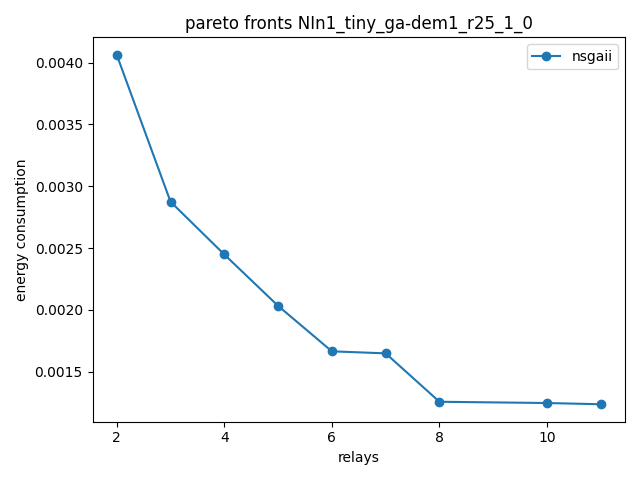 pareto fronts NIn1_tiny_ga-dem1_r25_1_0
nsgaii
energy consumption
0.0040
0.0035
0.0030
0.0025
0.0020
0.0015
2 4 6 8 10
relays